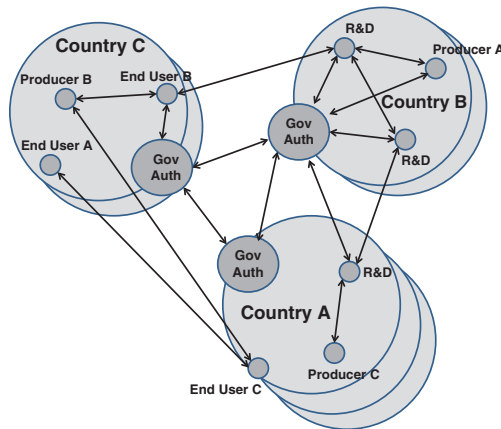 Country C
Producer B
End User B
End User A
Gov
Auth
R&D
Producer A
Country B
Gov
Auth
R&D
Gov
Auth
R&D
Country A
Producer C
End User C